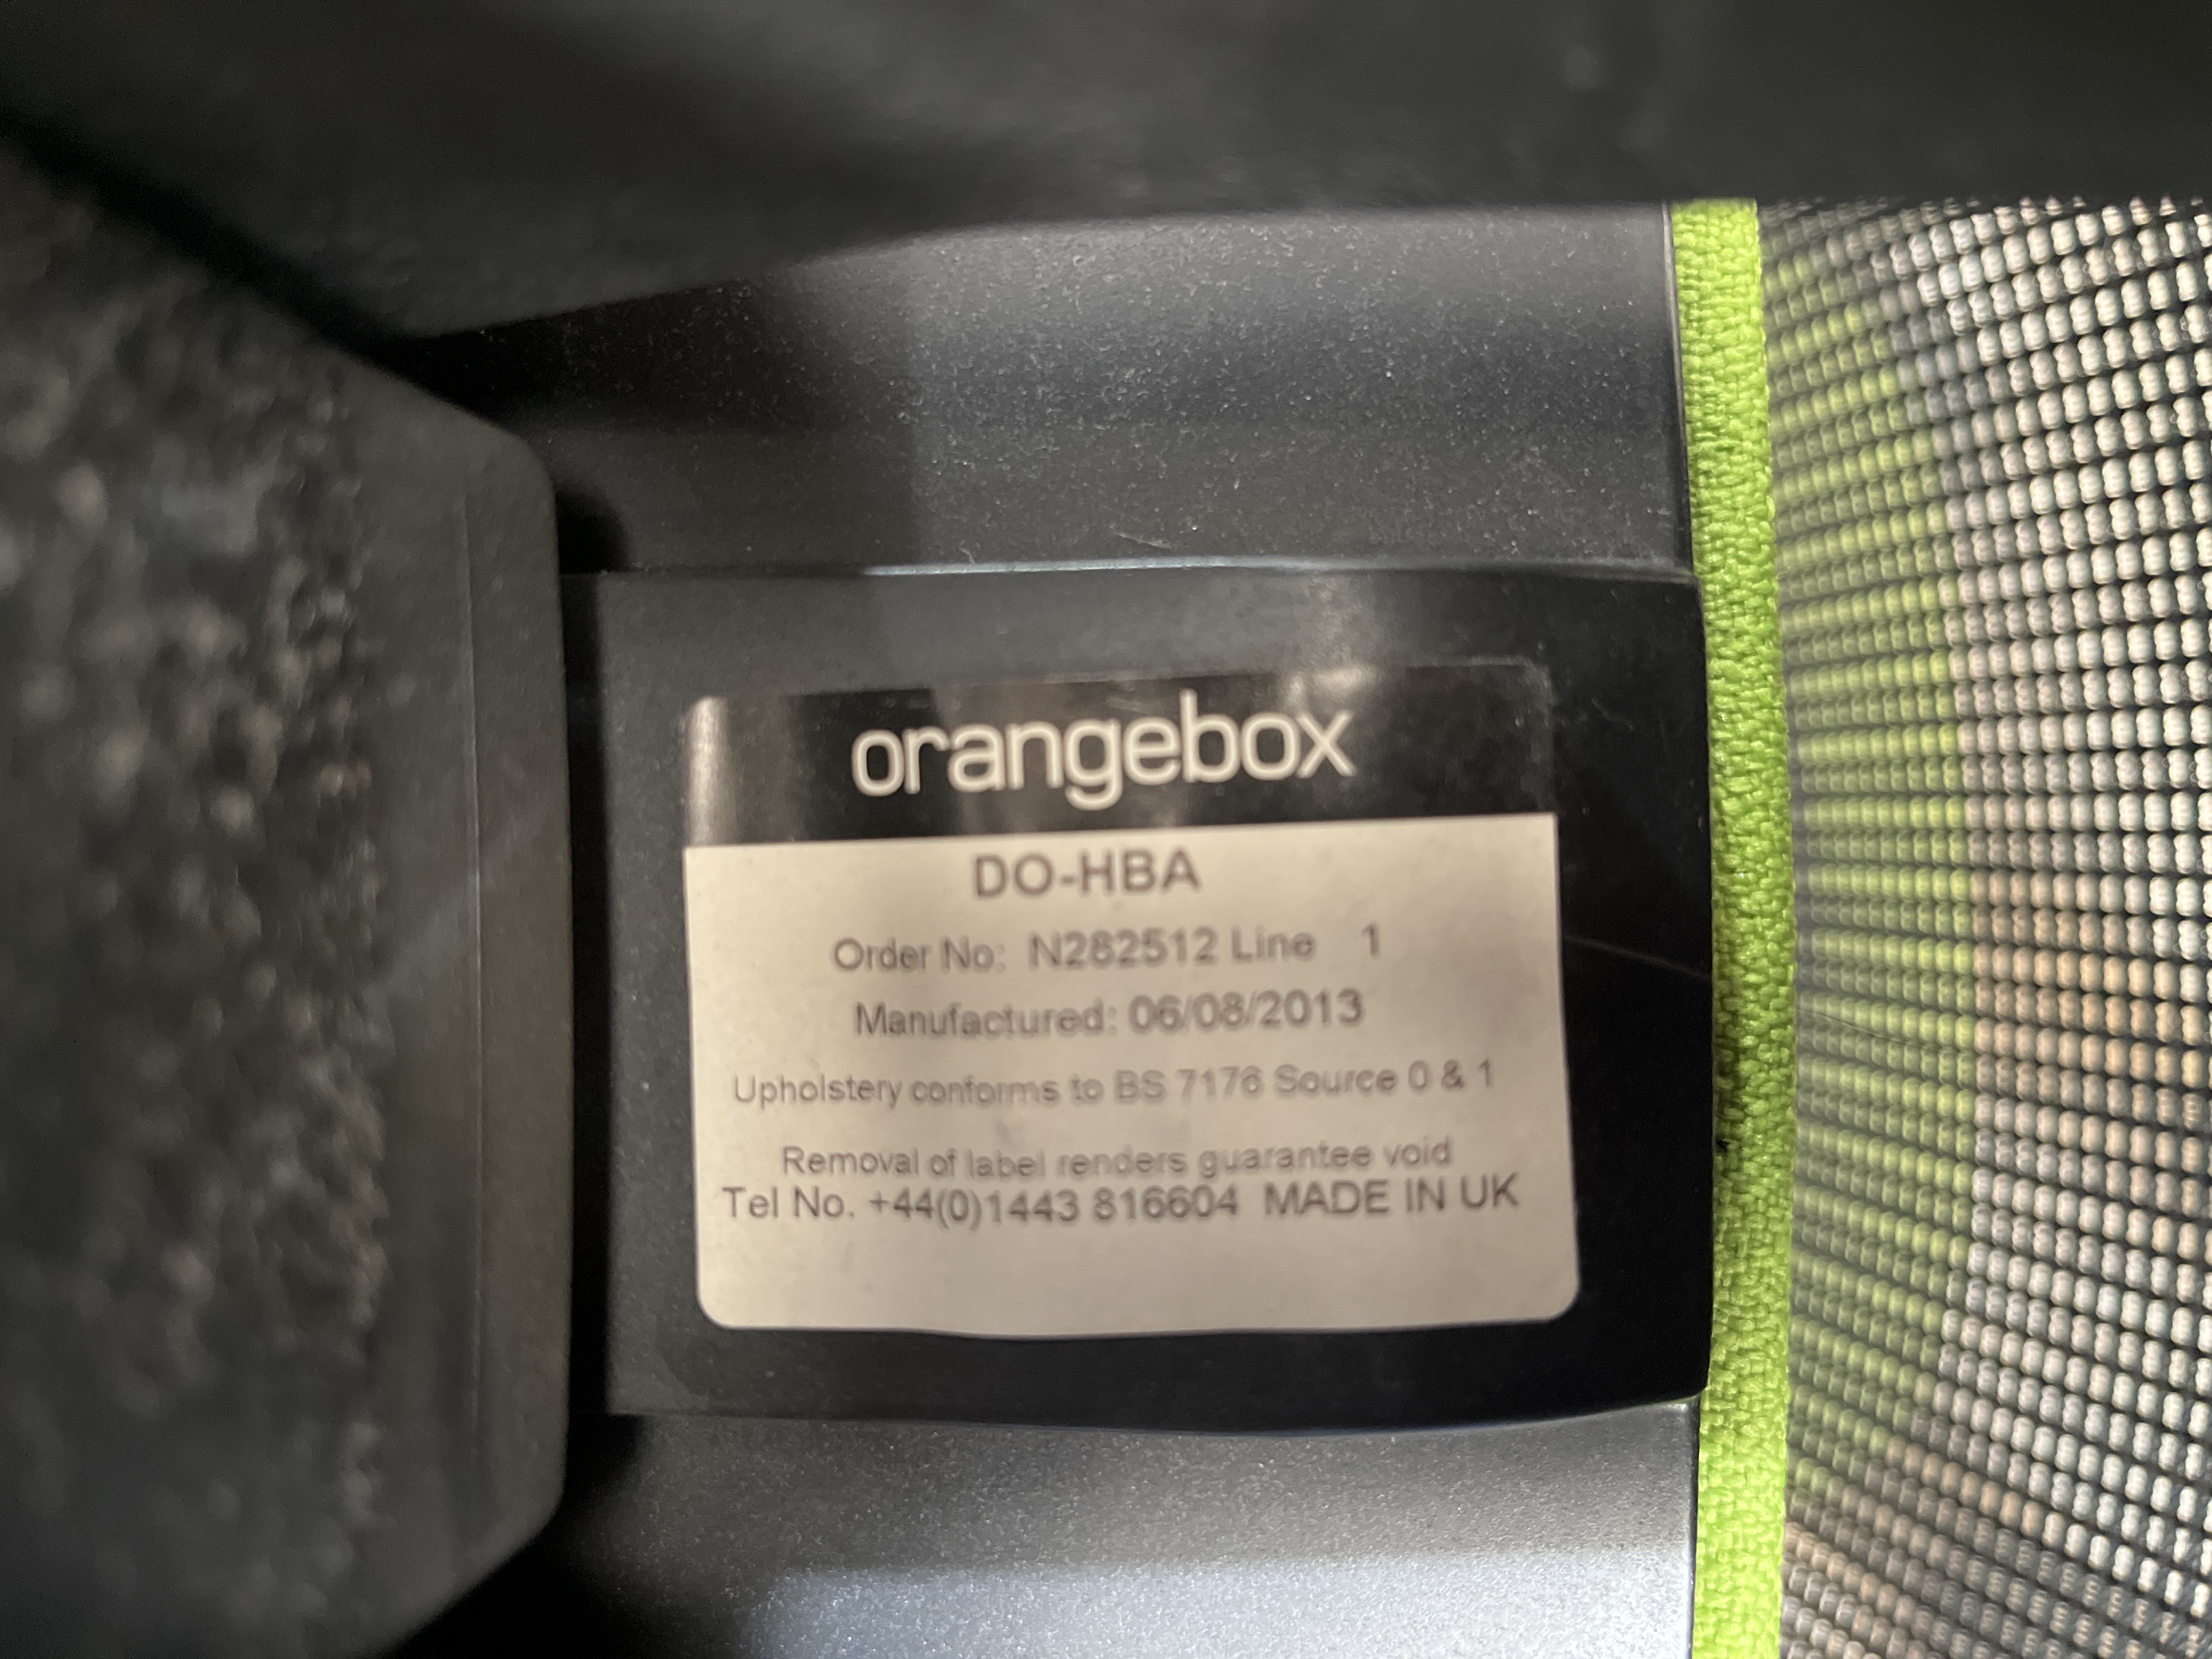 orangebox
DO-HBA
Order No: N282512 Line 1
Manufactured: 06/08/2013
Upholstery conforms to BS 7176 Source 0 & 1
Removal of label renders guarantee void
Tel No. +44(0)1443 816604 MADE IN UK